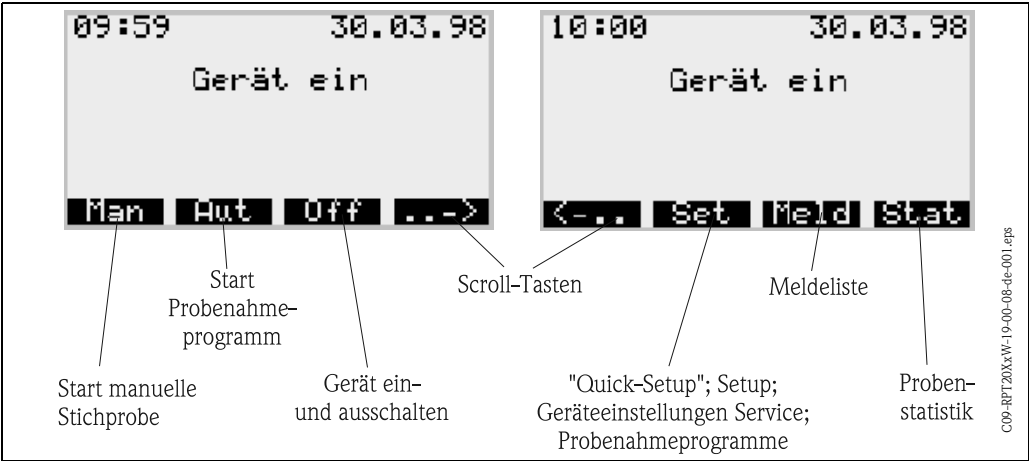 09:59 30.03.98
Gerät ein
Man Aut Off ..->
10:00 30.03.98
Gerät ein
<-.. Set Meld Stat
Start
Probenahme-
programm
Scroll-Tasten
Meldeliste
Start manuelle
Stichprobe
Gerät ein-
und ausschalten
"Quick-Setup"; Setup;
Geräteeinstellungen Service;
Probenahmeprogramme
Proben-
statistik
C09-RPT20XxW-19-00-08-de-001.eps